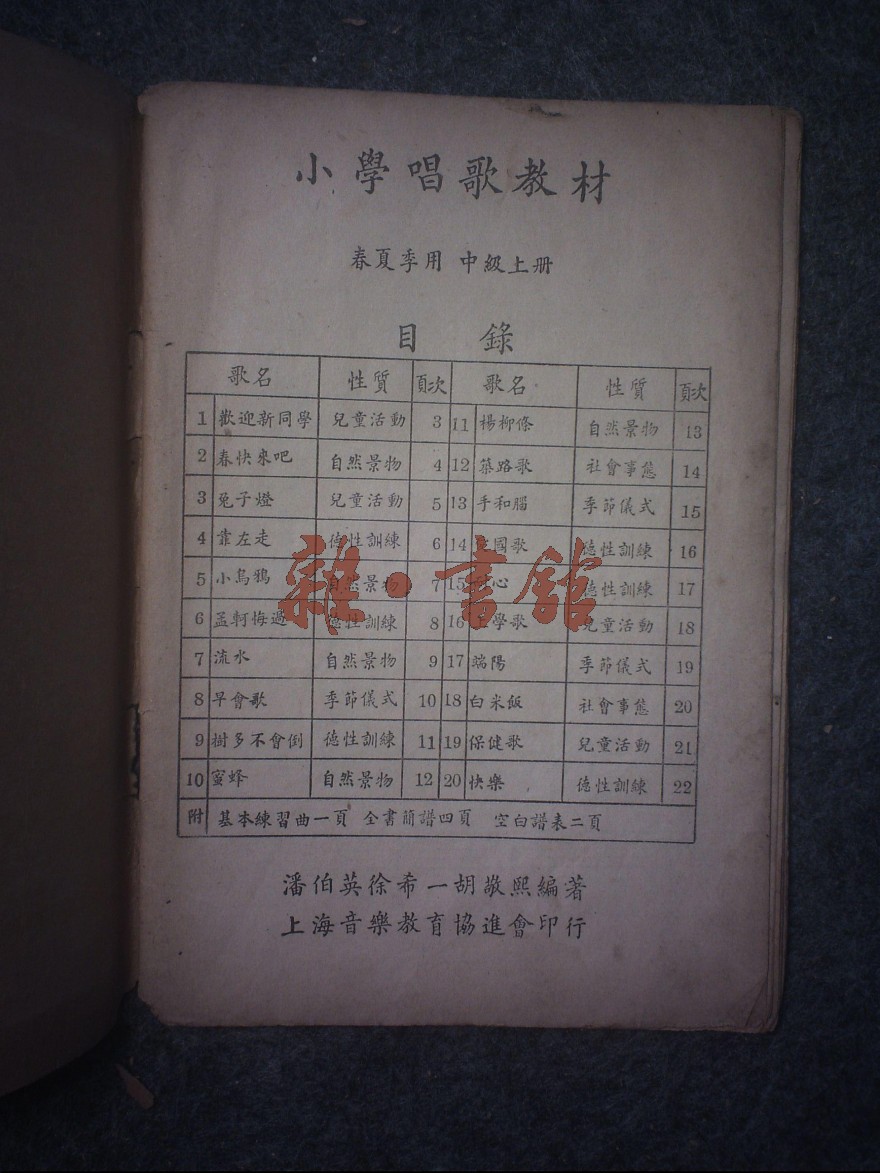 小學唱歌教材
春夏季用 中級上册
目 錄
歌名 性質 頁次 歌名 性質 頁次
1 歡迎新同學 兒童活動 3 11 楊柳條 自然景物 13
2 春快來吧 自然景物 4 12 築路歌 社會事態 14
3 兔子燈 兒童活動 5 13 手和腦 季節儀式 15
4 靠左走 德性訓練 6 14 國歌 德性訓練 16
5 小烏鴉 自然景物 7 15 心 德性訓練 17
6 孟軻悔過 德性訓練 8 16 學歌 兒童活動 18
7 流水 自然景物 9 17 端陽 季節儀式 19
8 早會歌 季節儀式 10 18 白米飯 社會事態 20
9 樹多不會倒 德性訓練 11 19 保健歌 兒童活動 21
10 蜜蜂 自然景物 12 20 快樂 德性訓練 22
附 基本練習曲一頁 全書簡譜四頁 空白譜表二頁
雜·書館
潘伯英徐希一胡敬熙編著
上海音樂教育協進會印行